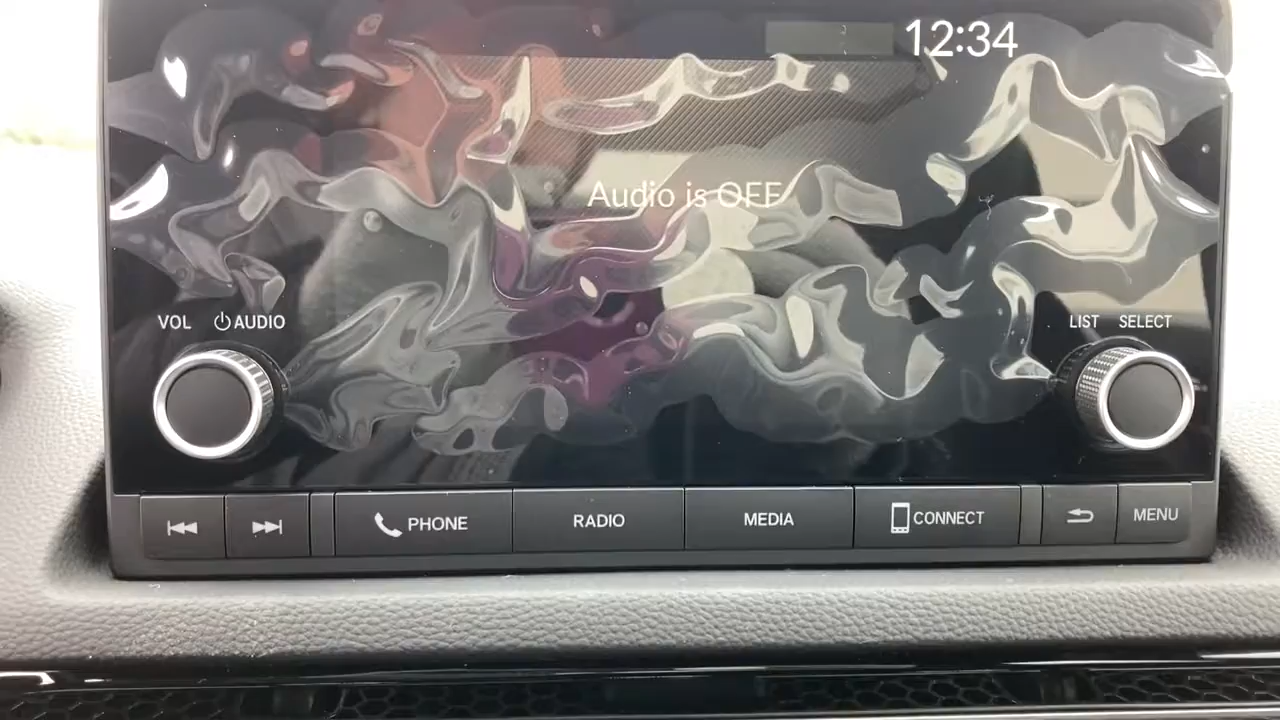 12:34
Audio is OFF
VOL AUDIO
LIST SELECT
PHONE
RADIO
MEDIA
CONNECT
MENU